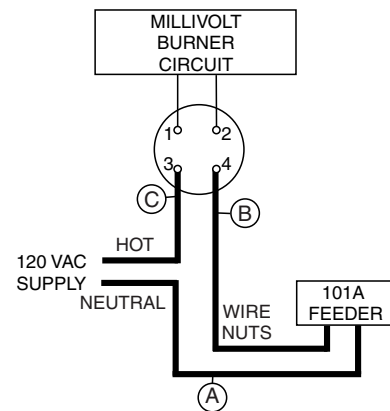 MILLIVOLT
BURNER
CIRCUIT
1 2
3 4
C
B
HOT
120 VAC
SUPPLY
NEUTRAL
WIRE
NUTS
101A
FEEDER
A